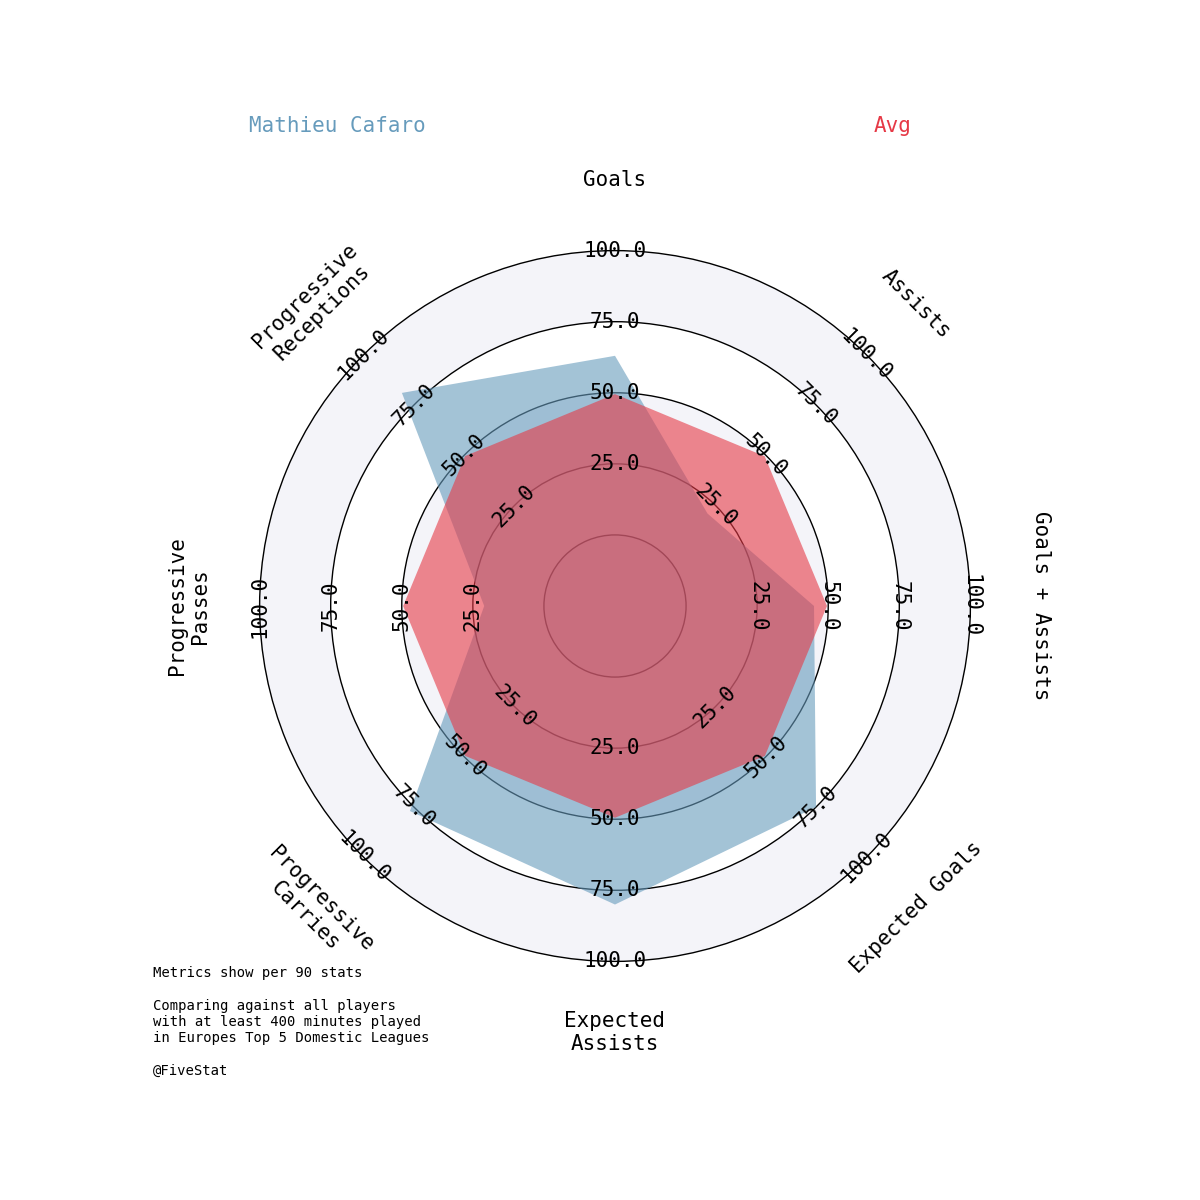 Mathieu Cafaro
Avg
Goals
Assists
Goals + Assists
Expected Goals
Expected
Assists
Progressive
Carries
Progressive
Passes
Progressive
Receptions
25.0
50.0
75.0
100.0
25.0
50.0
75.0
100.0
25.0
50.0
75.0
100.0
25.0
50.0
75.0
100.0
25.0
50.0
75.0
100.0
25.0
50.0
75.0
100.0
25.0
50.0
75.0
100.0
25.0
50.0
75.0
100.0
Metrics show per 90 stats
Comparing against all players
with at least 400 minutes played
in Europes Top 5 Domestic Leagues
@FiveStat